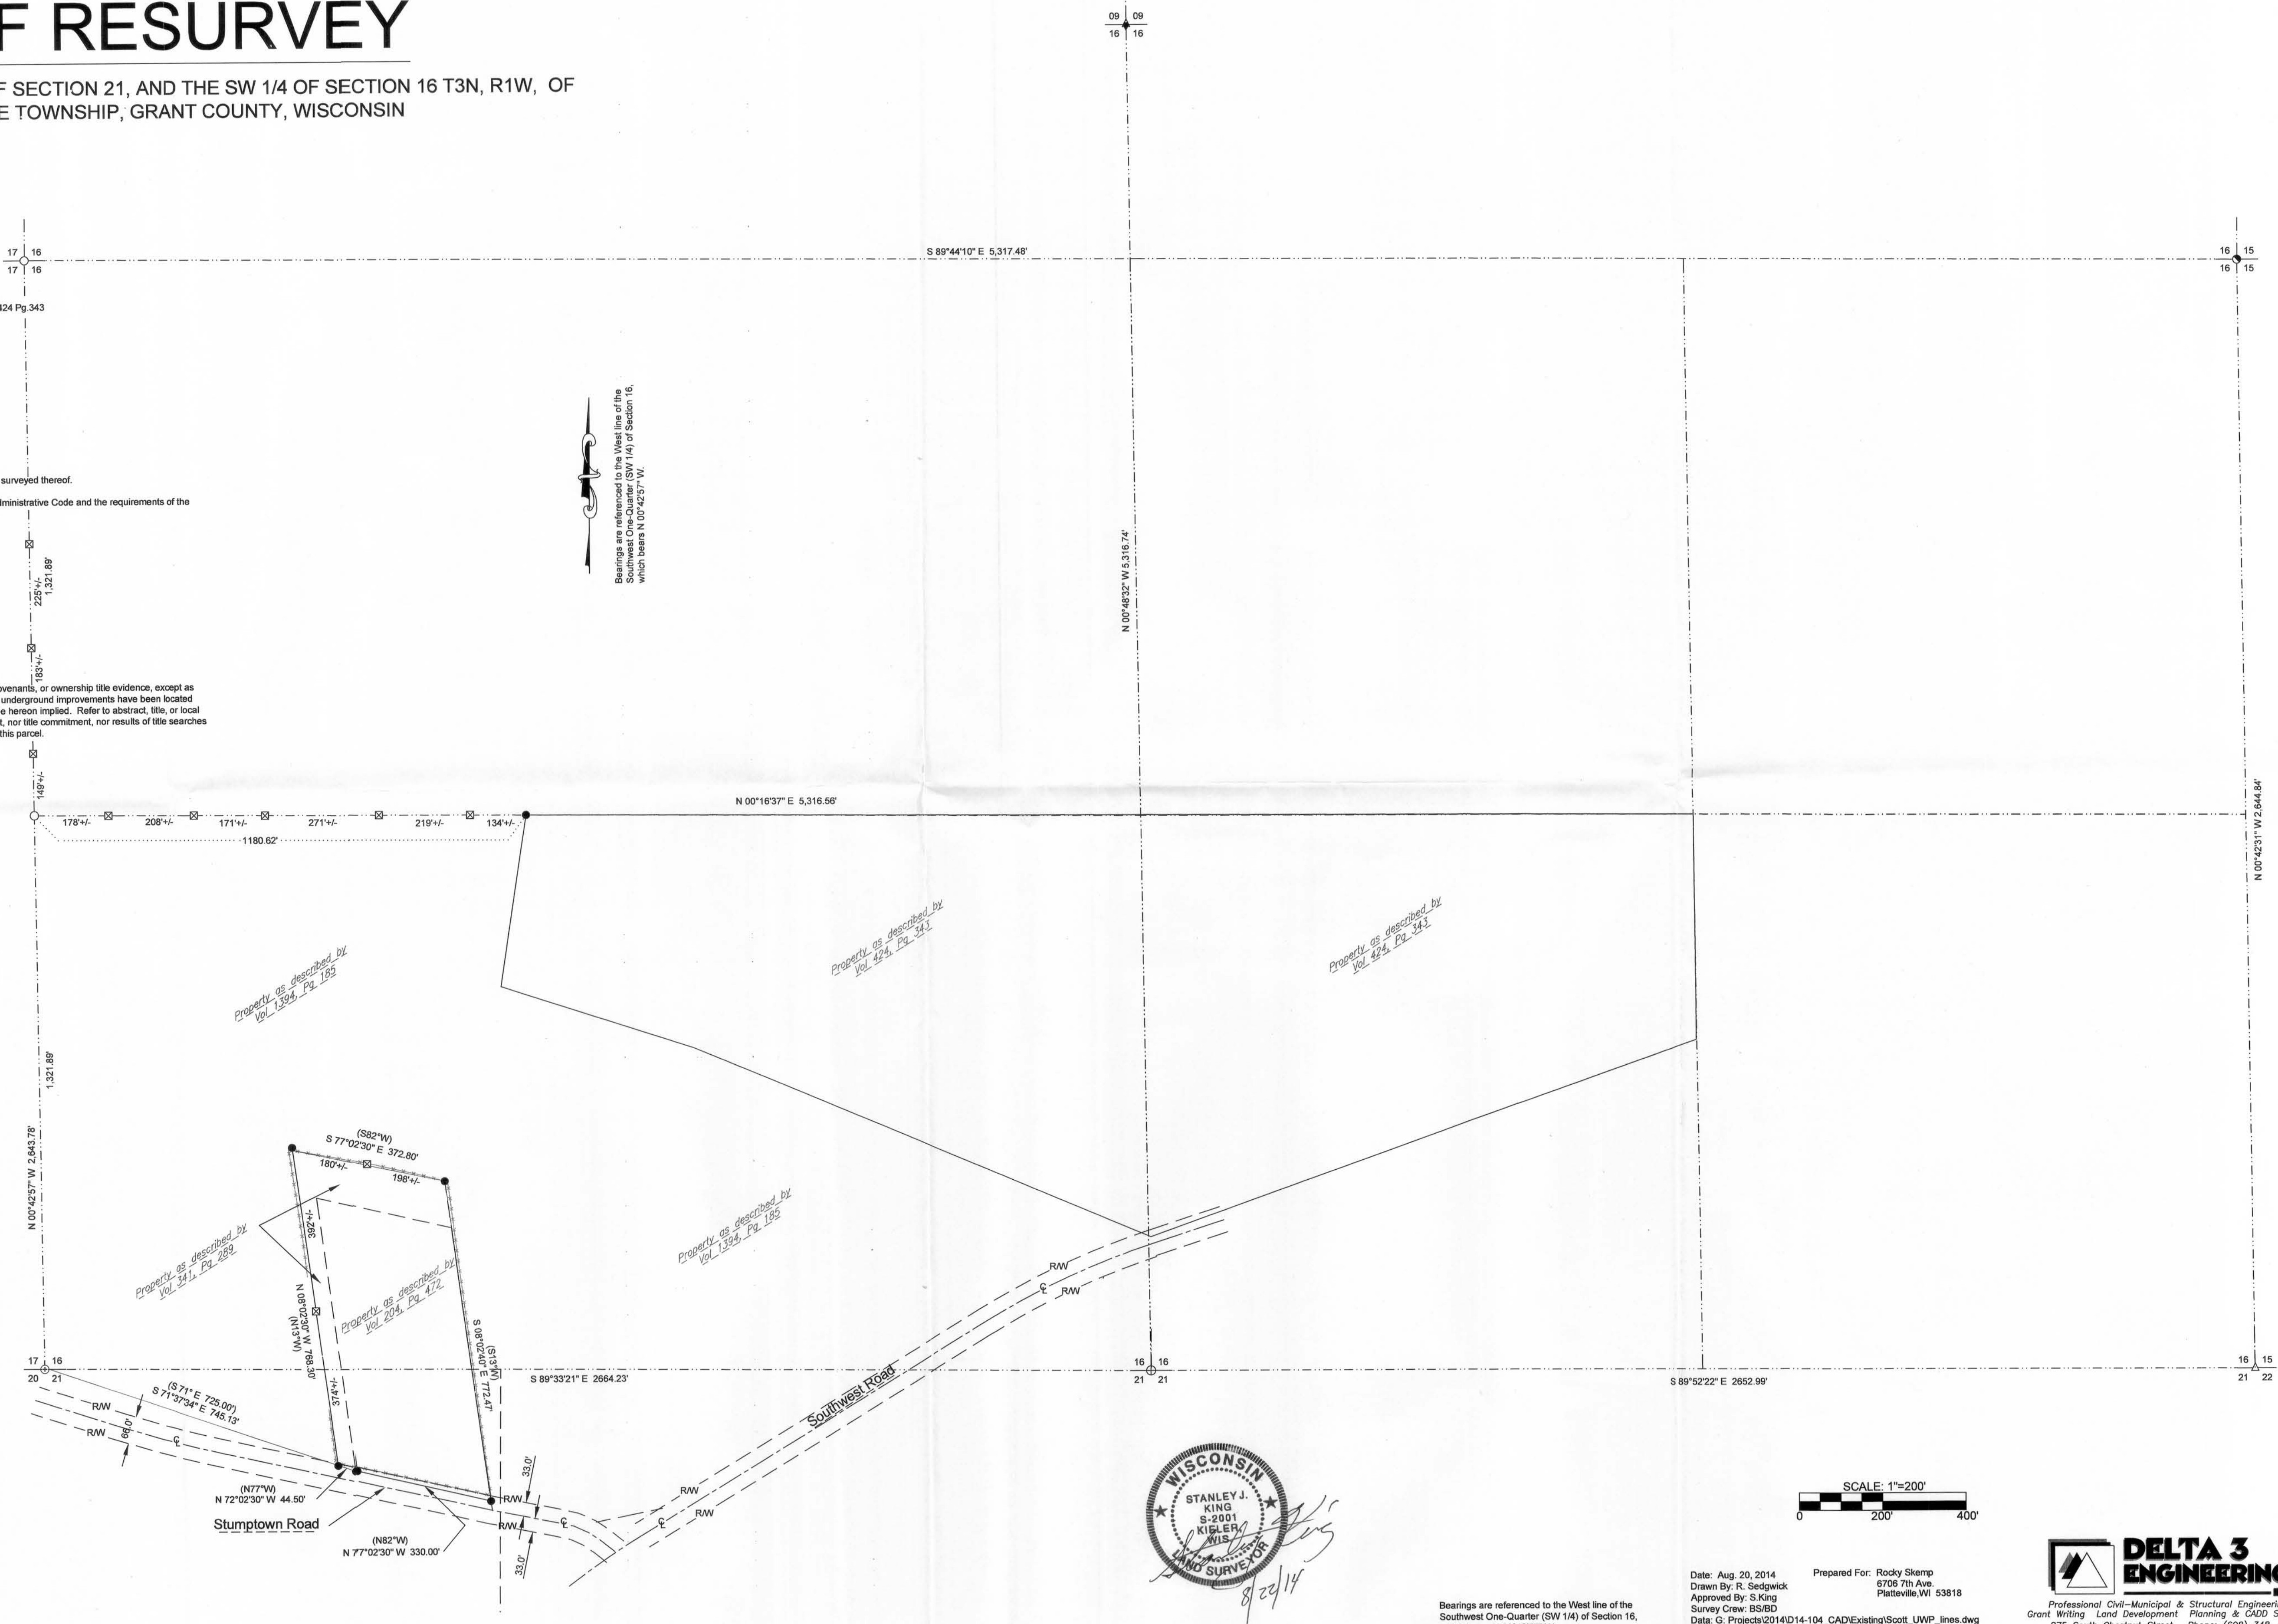 F RESURVEY
F SECTION 21, AND THE SW 1/4 OF SECTION 16 T3N, R1W, OF
E TOWNSHIP, GRANT COUNTY, WISCONSIN
09 09
16 16
17 16
17 16
S 89°44'10" E 5,317.48'
16 15
16 15
424 Pg.343
surveyed thereof.
ministrative Code and the requirements of the
Bearings are referenced to the West line of the
Southwest One-Quarter (SW 1/4) of Section 16,
which bears N 00°42'57" W.
225'+/-
1,321.89'
183'+/-
N 00°48'32" W 5,316.74'
ovenants, or ownership title evidence, except as
underground improvements have been located
e hereon implied. Refer to abstract, title, or local
t, nor title commitment, nor results of title searches
this parcel.
149'+/-
N 00°16'37" E 5,316.56'
178'+/-
208'+/-
171'+/-
271'+/-
219'+/-
134'+/-
1180.62'
N 00°42'31" W 2,644.84'
Property as described by
Vol 1394, Pg 185
Property as described by
Vol 424, Pg 343
Property as described by
Vol 424, Pg 343
1,321.89'
N 00°42'57" W 2,643.78'
(S82°W)
S 77°02'30" E 372.80'
180'+/-
198'+/-
Property as described by
Vol 341, Pg 289
392'+/-
Property as described by
Vol 204, Pg 472
Property as described by
Vol 1394, Pg 185
N 08°02'30" W 768.30'
(N13°W)
374'+/-
(S13°W)
S 08°02'40" E 772.47'
R/W
C̲L
R/W
Southwest Road
17 16
20 21
S 89°33'21" E 2664.23'
16 16
21 21
S 89°52'22" E 2652.99'
16 15
21 22
(S 71° E 725.00')
S 71°37'34" E 745.13'
R/W
66.0'
R/W
CL
(N77°W)
N 72°02'30" W 44.50'
Stumptown Road
(N82°W)
N 77°02'30" W 330.00'
33.0'
R/W
R/W
CL
33.0'
R/W
CL
R/W
WISCONSIN
STANLEY J.
KING
S-2001
KIELER,
WIS.
LAND SURVEYOR
8/22/14
SCALE: 1"=200'
0 200' 400'
Bearings are referenced to the West line of the
Southwest One-Quarter (SW 1/4) of Section 16,
Date: Aug. 20, 2014
Drawn By: R. Sedgwick
Approved By: S.King
Survey Crew: BS/BD
Data: G: Projects\2014\D14-104_CAD\Existing\Scott_UWP_lines.dwg
Prepared For: Rocky Skemp
6706 7th Ave.
Platteville,WI 53818
DELTA 3
ENGINEERING
Professional Civil-Municipal & Structural Engineeri
Grant Writing Land Development Planning & CADD